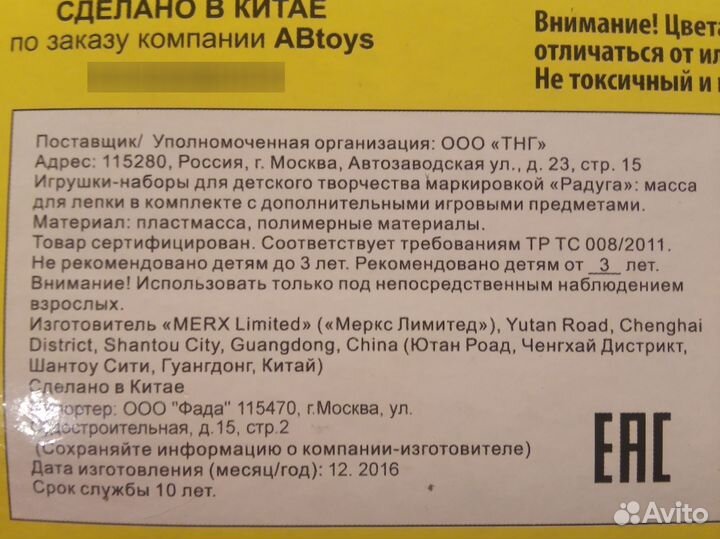 СДЕЛАНО В КИТАЕ
по заказу компании ABtoys
Внимание! Цвета
отличаться от
Не токсичный и
Поставщик/ Уполномоченная организация: ООО «ТНГ»
Адрес: 115280, Россия, г. Москва, Автозаводская ул., д. 23, стр. 15
Игрушки-наборы для детского творчества маркировкой «Радуга»: масса
для лепки в комплекте с дополнительными игровыми предметами.
Материал: пластмасса, полимерные материалы.
Товар сертифицирован. Соответствует требованиям ТР ТС 008/2011.
Не рекомендовано детям до 3 лет. Рекомендовано детям от _3_ лет.
Внимание! Использовать только под непосредственным наблюдением
взрослых.
Изготовитель «MERX Limited» («Меркс Лимитед»), Yutan Road, Chenghai
District, Shantou City, Guangdong, China (Ютан Роад, Ченгхай Дистрикт,
Шантоу Сити, Гуангдонг, Китай)
Сделано в Китае
ООО "Фада" 115470, г.Москва, ул.
Судостроительная, д.15, стр.2
(Сохраняйте информацию о компании-изготовителе)
Дата изготовления (месяц/год): 12. 2016
Срок службы 10 лет.
EAC
Avito